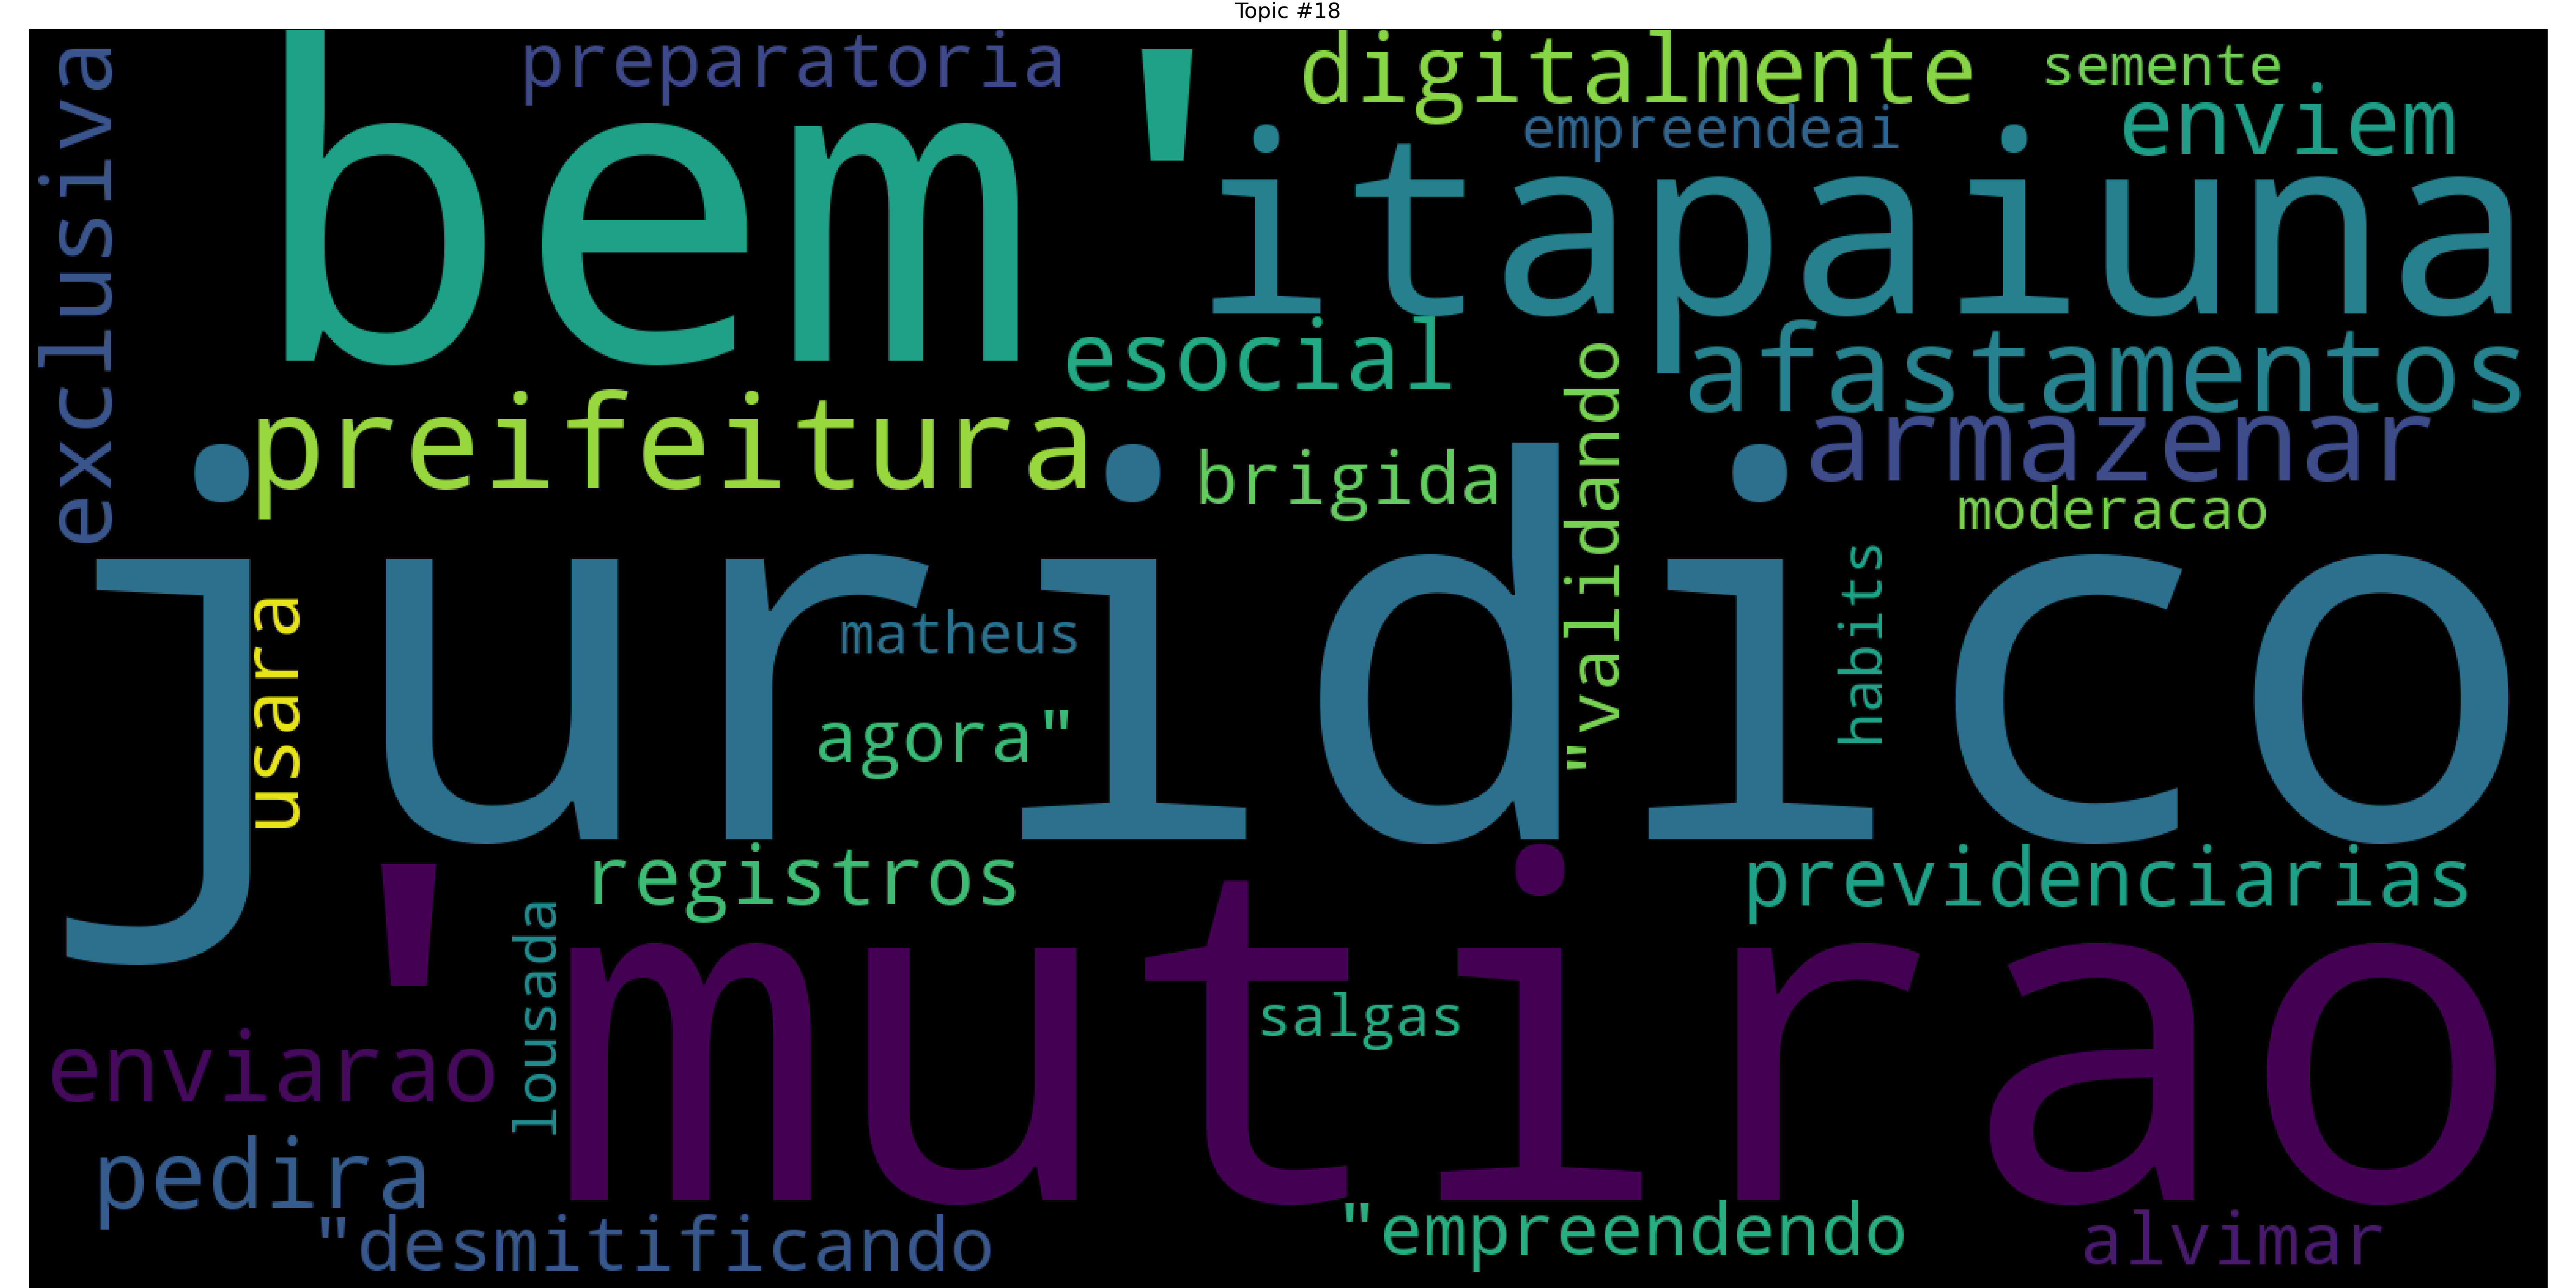 Topic #18
exclusiva
preparatoria
bem'
digitalmente
semente
empreendeai
enviem
itapaiuna
esocial
afastamentos
preifeitura
brigida
"validando
armazenar
moderacao
juridico
usara
matheus
habits
agora"
registros
previdenciarias
'mutirao
lousada
salgas
enviarao
pedira
"desmitificando
"empreendendo
alvimar